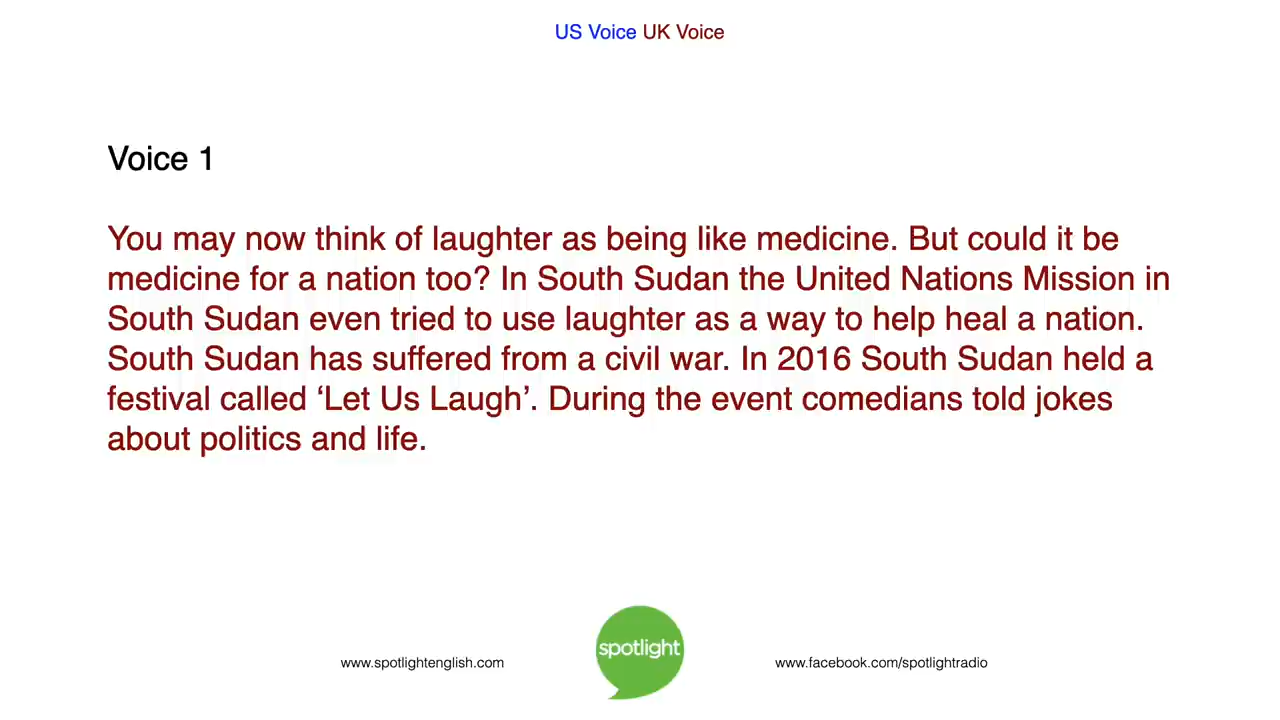 US Voice UK Voice
Voice 1
You may now think of laughter as being like medicine. But could it be
medicine for a nation too? In South Sudan the United Nations Mission in
South Sudan even tried to use laughter as a way to help heal a nation.
South Sudan has suffered from a civil war. In 2016 South Sudan held a
festival called ‘Let Us Laugh’. During the event comedians told jokes
about politics and life.
www.spotlightenglish.com
spotlight
www.facebook.com/spotlightradio